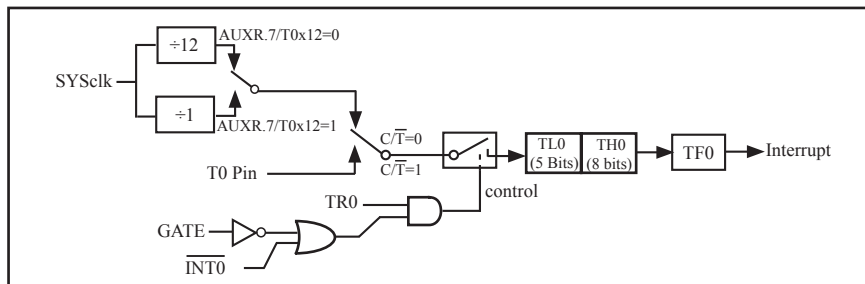 AUXR.7/T0x12=0
÷12
SYSclk
÷1
AUXR.7/T0x12=1
C/T̅=0
C/T̅=1
T0 Pin
TL0
(5 Bits)
TH0
(8 bits)
TF0
Interrupt
control
TR0
GATE
I̅N̅T̅0̅